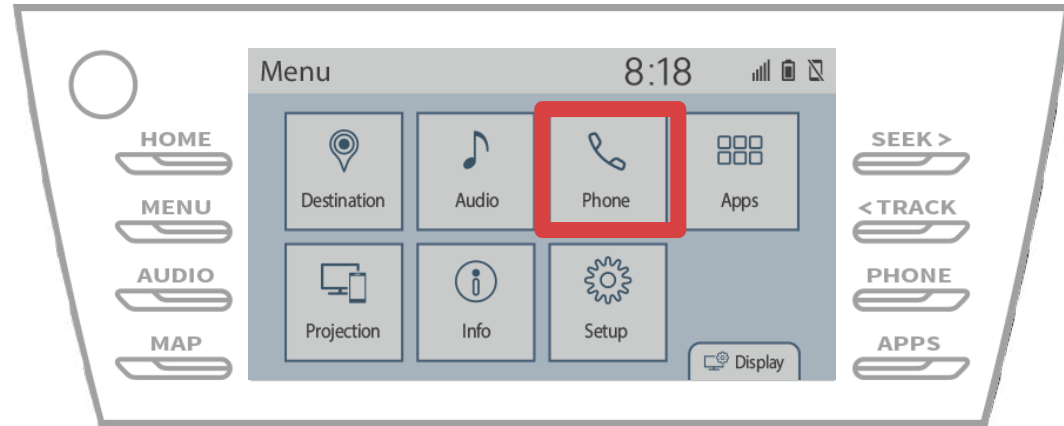 Menu
8:18
HOME
MENU
AUDIO
MAP
Destination
Audio
Phone
Apps
Projection
Info
Setup
Display
SEEK >
< TRACK
PHONE
APPS